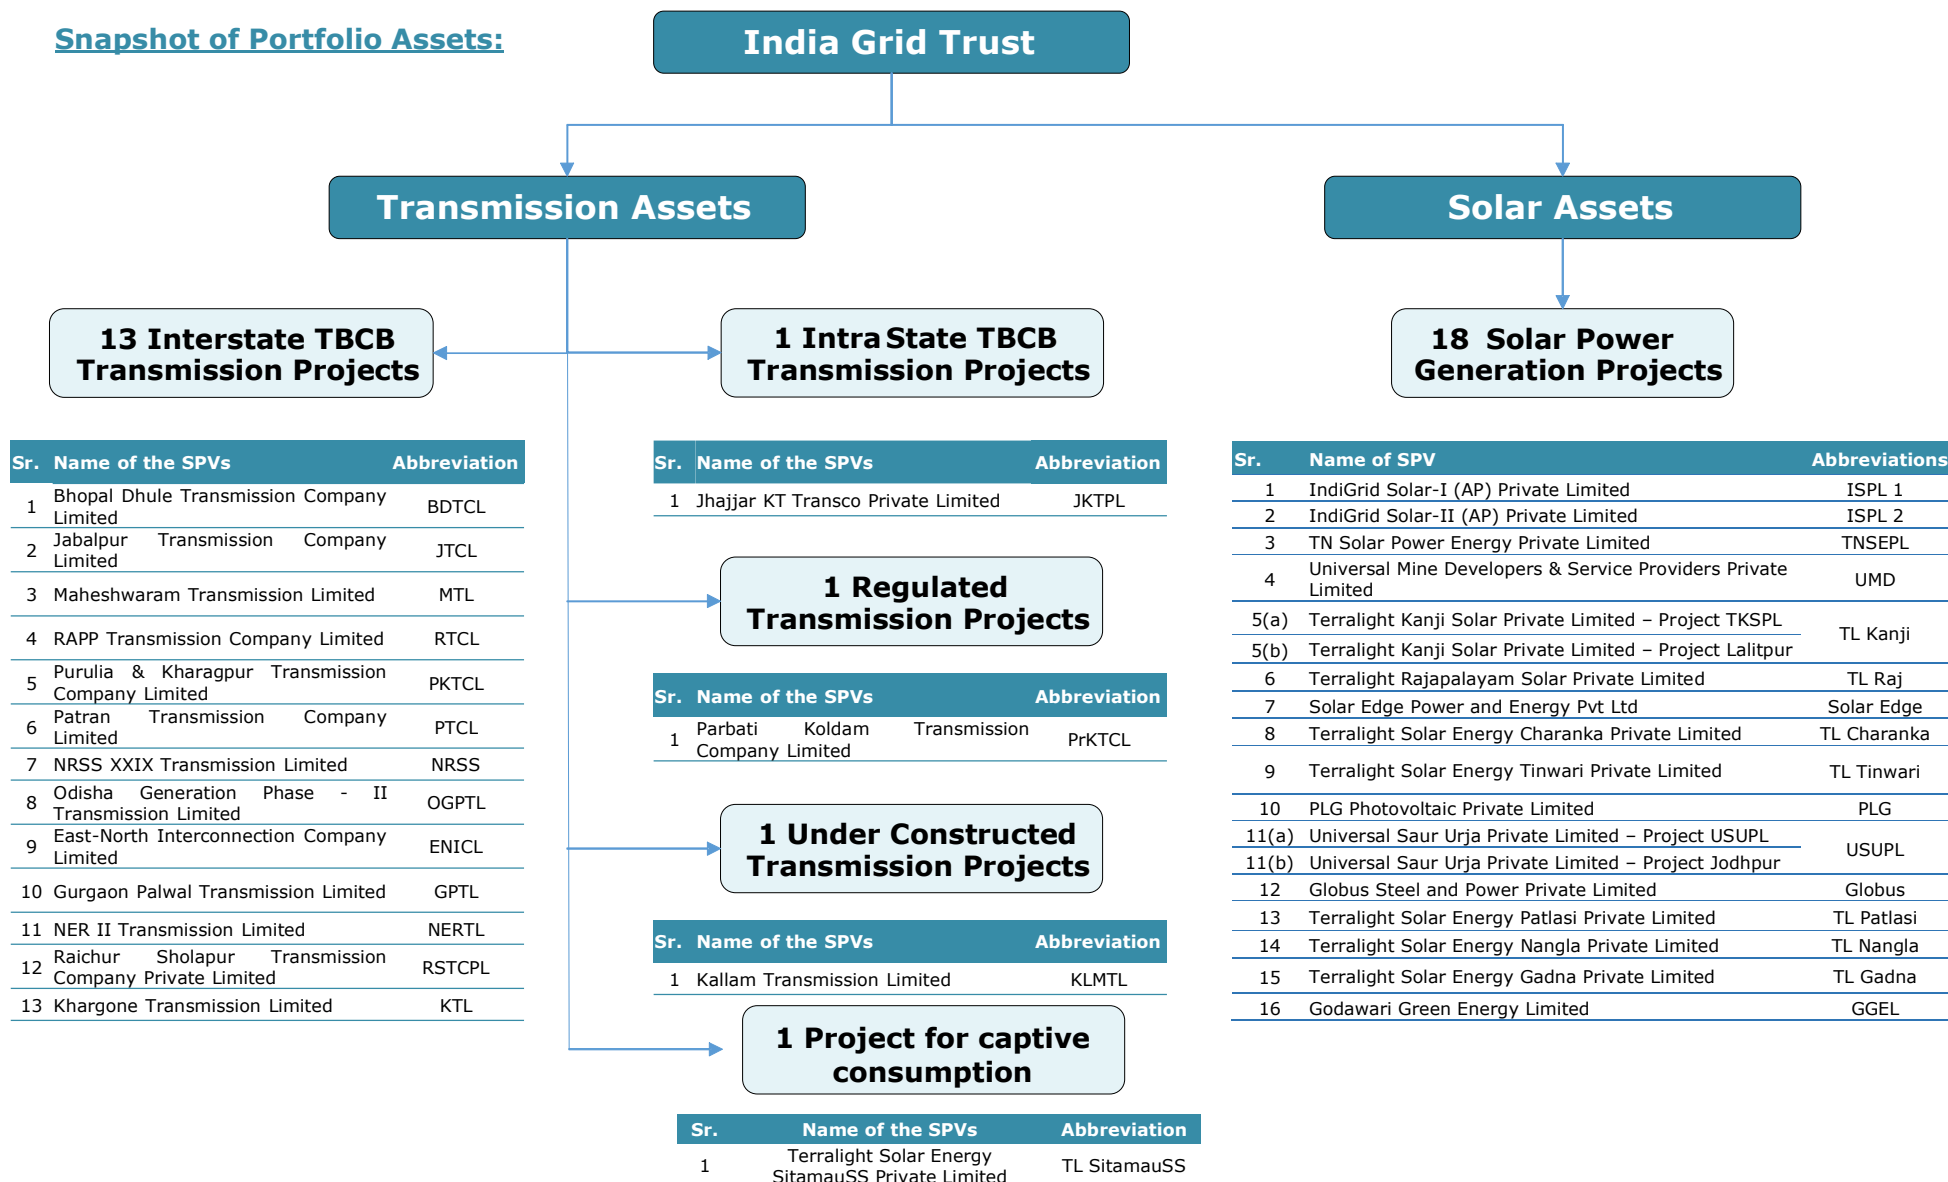 Snapshot of Portfolio Assets:
India Grid Trust
Transmission Assets
Solar Assets
13 Interstate TBCB
Transmission Projects
1 Intra State TBCB
Transmission Projects
18 Solar Power
Generation Projects
Sr. Name of the SPVs Abbreviation
1 Bhopal Dhule Transmission Company
Limited BDTCL
2 Jabalpur Transmission Company
Limited JTCL
3 Maheshwaram Transmission Limited MTL
4 RAPP Transmission Company Limited RTCL
5 Purulia & Kharagpur Transmission
Company Limited PKTCL
6 Patran Transmission Company
Limited PTCL
7 NRSS XXIX Transmission Limited NRSS
8 Odisha Generation Phase - II
Transmission Limited OGPTL
9 East-North Interconnection Company
Limited ENICL
10 Gurgaon Palwal Transmission Limited GPTL
11 NER II Transmission Limited NERTL
12 Raichur Sholapur Transmission
Company Private Limited RSTCPL
13 Khargone Transmission Limited KTL
Sr. Name of the SPVs Abbreviation
1 Jhajjar KT Transco Private Limited JKTPL
1 Regulated
Transmission Projects
Sr. Name of the SPVs Abbreviation
1 Parbati Koldam Transmission
Company Limited PrKTCL
1 Under Constructed
Transmission Projects
Sr. Name of the SPVs Abbreviation
1 Kallam Transmission Limited KLMTL
1 Project for captive
consumption
Sr. Name of the SPVs Abbreviation
1 Terralight Solar Energy
SitamauSS Private Limited TL SitamauSS
Sr. Name of SPV Abbreviations
1 IndiGrid Solar-I (AP) Private Limited ISPL 1
2 IndiGrid Solar-II (AP) Private Limited ISPL 2
3 TN Solar Power Energy Private Limited TNSEPL
4 Universal Mine Developers & Service Providers Private
Limited UMD
5(a) Terralight Kanji Solar Private Limited – Project TKSPL
TL Kanji
5(b) Terralight Kanji Solar Private Limited – Project Lalitpur
6 Terralight Rajapalayam Solar Private Limited TL Raj
7 Solar Edge Power and Energy Pvt Ltd Solar Edge
8 Terralight Solar Energy Charanka Private Limited TL Charanka
9 Terralight Solar Energy Tinwari Private Limited TL Tinwari
10 PLG Photovoltaic Private Limited PLG
11(a) Universal Saur Urja Private Limited – Project USUPL
USUPL
11(b) Universal Saur Urja Private Limited – Project Jodhpur
12 Globus Steel and Power Private Limited Globus
13 Terralight Solar Energy Patlasi Private Limited TL Patlasi
14 Terralight Solar Energy Nangla Private Limited TL Nangla
15 Terralight Solar Energy Gadna Private Limited TL Gadna
16 Godawari Green Energy Limited GGEL